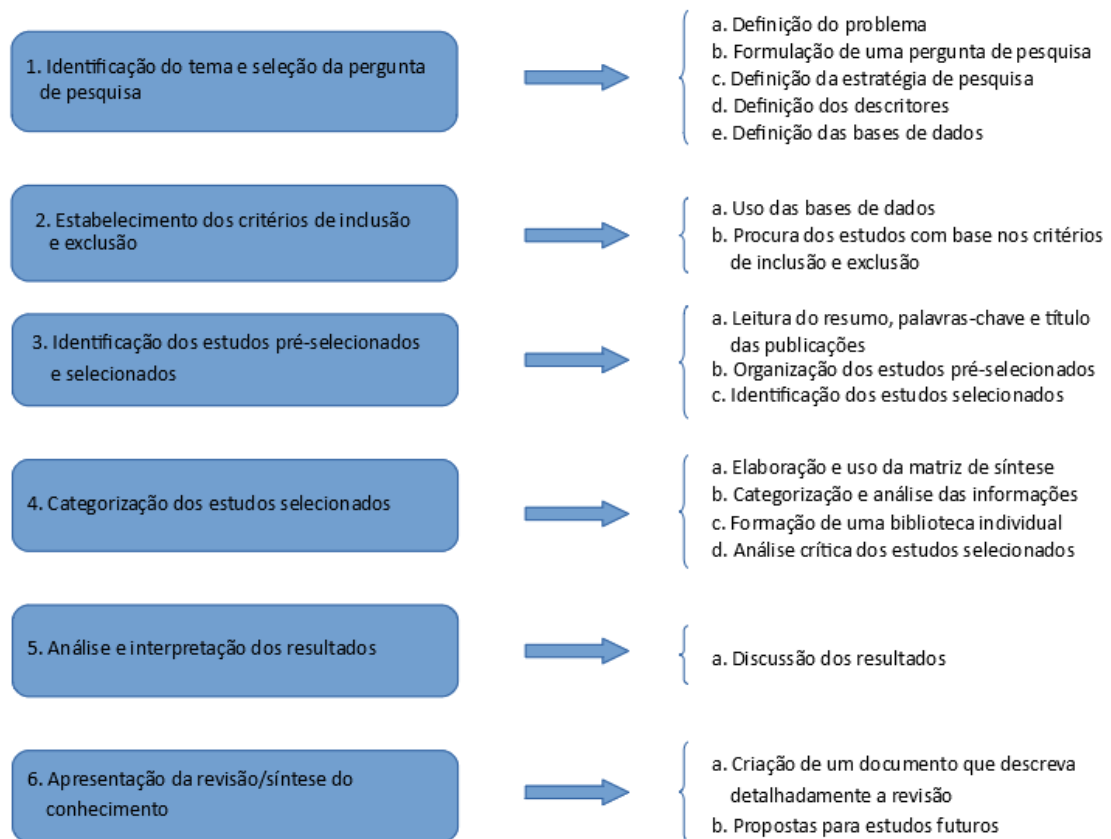 1. Identificação do tema e seleção da pergunta
de pesquisa
a. Definição do problema
b. Formulação de uma pergunta de pesquisa
c. Definição da estratégia de pesquisa
d. Definição dos descritores
e. Definição das bases de dados
2. Estabelecimento dos critérios de inclusão
e exclusão
a. Uso das bases de dados
b. Procura dos estudos com base nos critérios
de inclusão e exclusão
3. Identificação dos estudos pré-selecionados
e selecionados
a. Leitura do resumo, palavras-chave e título
das publicações
b. Organização dos estudos pré-selecionados
c. Identificação dos estudos selecionados
4. Categorização dos estudos selecionados
a. Elaboração e uso da matriz de síntese
b. Categorização e análise das informações
c. Formação de uma biblioteca individual
d. Análise crítica dos estudos selecionados
5. Análise e interpretação dos resultados
a. Discussão dos resultados
6. Apresentação da revisão/síntese do
conhecimento
a. Criação de um documento que descreva
detalhadamente a revisão
b. Propostas para estudos futuros